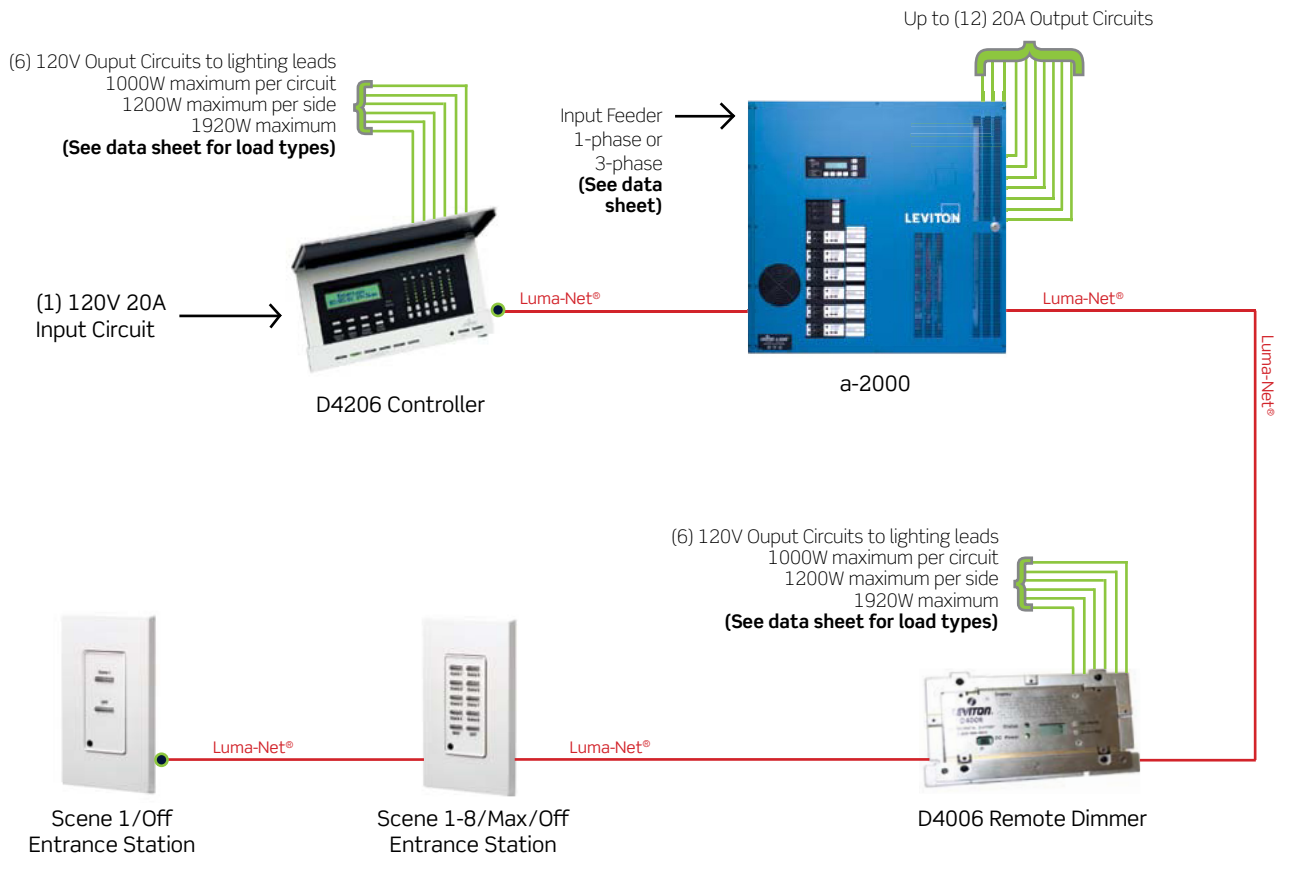 Up to (12) 20A Output Circuits
(6) 120V Ouput Circuits to lighting leads
1000W maximum per circuit
1200W maximum per side
1920W maximum
(See data sheet for load types)
Input Feeder
1-phase or
3-phase
(See data
sheet)
LEVITON
(1) 120V 20A
Input Circuit
Luma-Net®
Luma-Net®
Luma-Net®
D4206 Controller
a-2000
(6) 120V Ouput Circuits to lighting leads
1000W maximum per circuit
1200W maximum per side
1920W maximum
(See data sheet for load types)
LEVITON
D4006
Status
DC Power
Luma-Net®
Luma-Net®
Scene 1/Off
Entrance Station
Scene 1-8/Max/Off
Entrance Station
D4006 Remote Dimmer